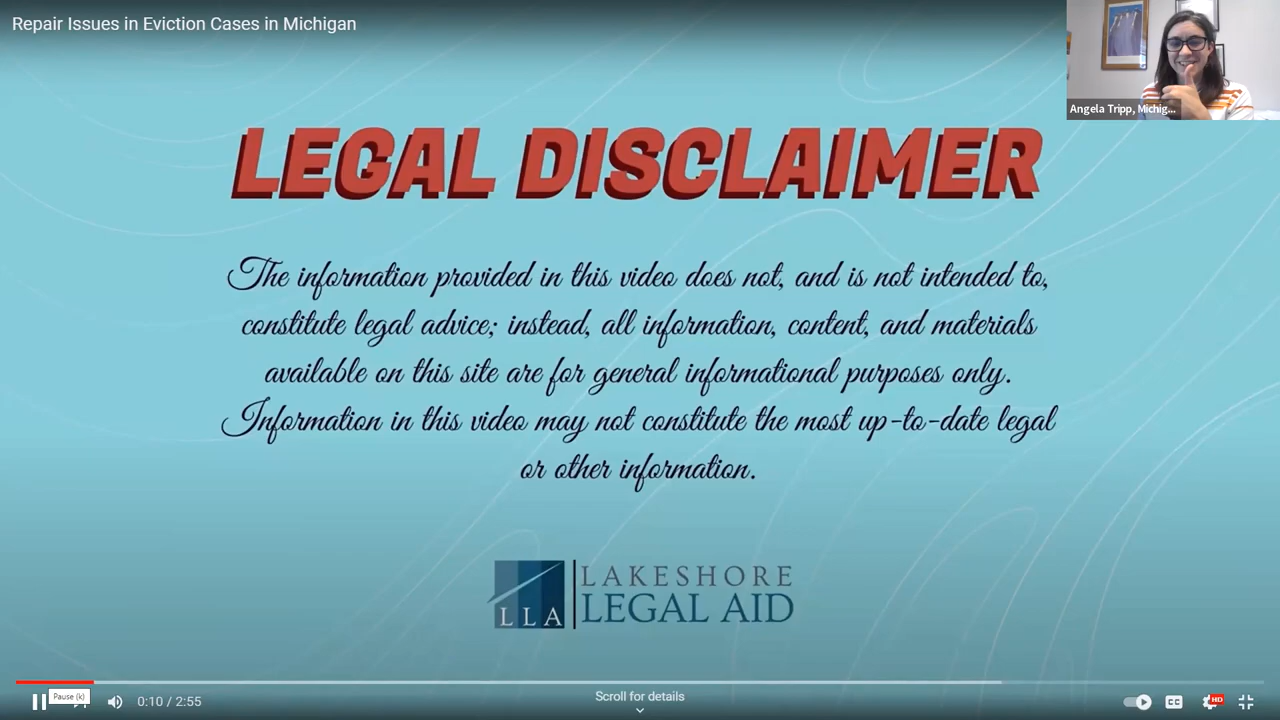 Repair Issues in Eviction Cases in Michigan
Angela Tripp, Michig...
LEGAL DISCLAIMER
The information provided in this video does not, and is not intended to,
constitute legal advice; instead, all information, content, and materials
available on this site are for general informational purposes only.
Information in this video may not constitute the most up-to-date legal
or other information.
LLA
LAKESHORE
LEGAL AID
Pause (k)
0:10 / 2:55
Scroll for details
CC
HD